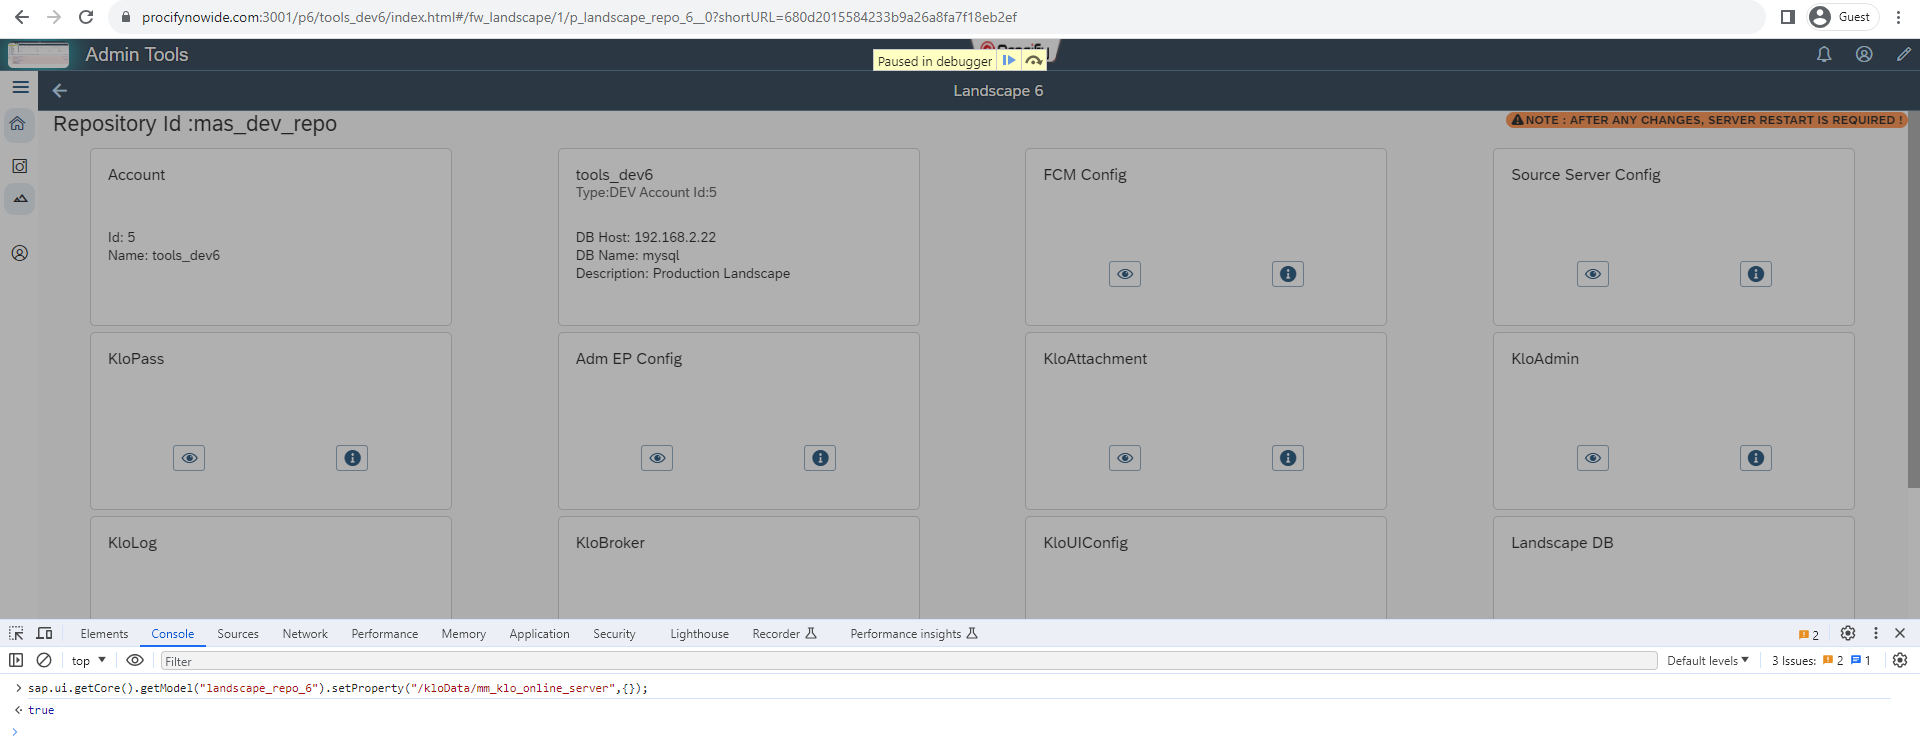 procifynowide.com:3001/p6/tools_dev6/index.html#/fw_landscape/1/p_landscape_repo_6__0?shortURL=680d2015584233b9a26a8fa7f18eb2ef
Guest
Admin Tools
Paused in debugger
Landscape 6
Repository Id :mas_dev_repo
NOTE : AFTER ANY CHANGES, SERVER RESTART IS REQUIRED !
Account
Id: 5
Name: tools_dev6
tools_dev6
Type:DEV Account Id:5
DB Host: 192.168.2.22
DB Name: mysql
Description: Production Landscape
FCM Config
Source Server Config
KloPass
Adm EP Config
KloAttachment
KloAdmin
KloLog
KloBroker
KloUIConfig
Landscape DB
Elements Console Sources Network Performance Memory Application Security Lighthouse Recorder Performance insights 2
top Filter Default levels 3 Issues: 2 1
sap.ui.getCore().getModel("landscape_repo_6").setProperty("/kloData/mm_klo_online_server",{});
true